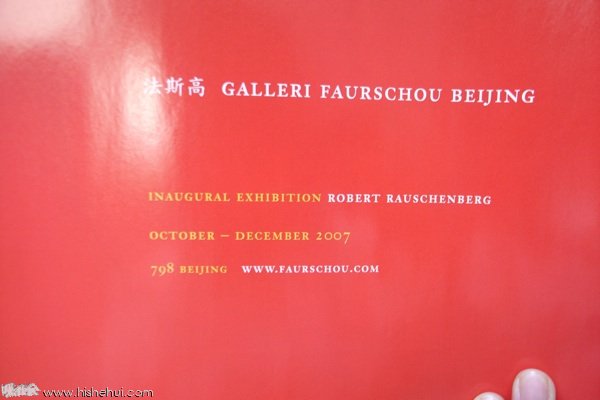 法斯高 GALLERI FAURSCHOU BEIJING
INAUGURAL EXHIBITION ROBERT RAUSCHENBERG
OCTOBER – DECEMBER 2007
798 BEIJING WWW.FAURSCHOU.COM
www.hishehui.com